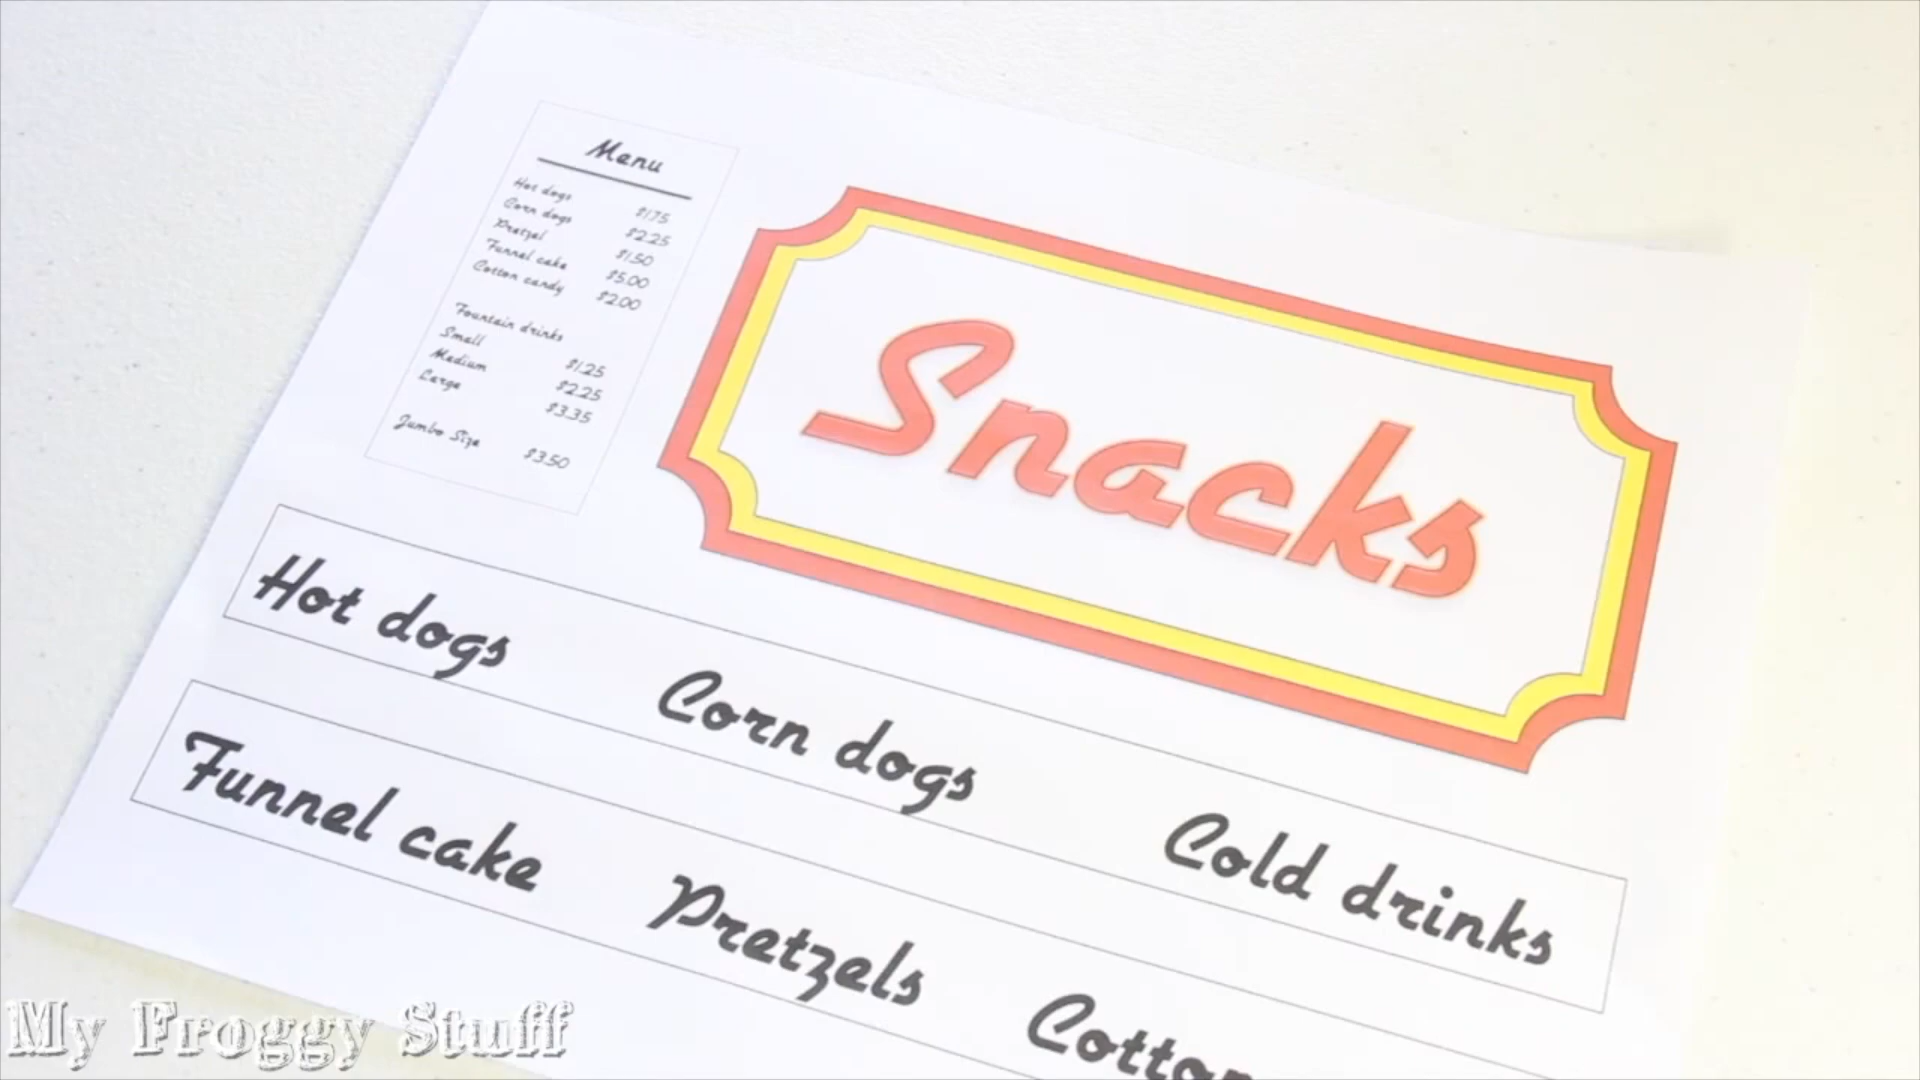 Menu
Hot dogs $1.75
Corn dogs $2.25
Pretzel $1.50
Funnel cake $5.00
Cotton candy $2.00
Fountain drinks
Small $1.25
Medium $2.25
Large $3.35
Jumbo Size $3.50
Snacks
Hot dogs Corn dogs Cold drinks
Funnel cake Pretzels Cotton
My Froggy Stuff